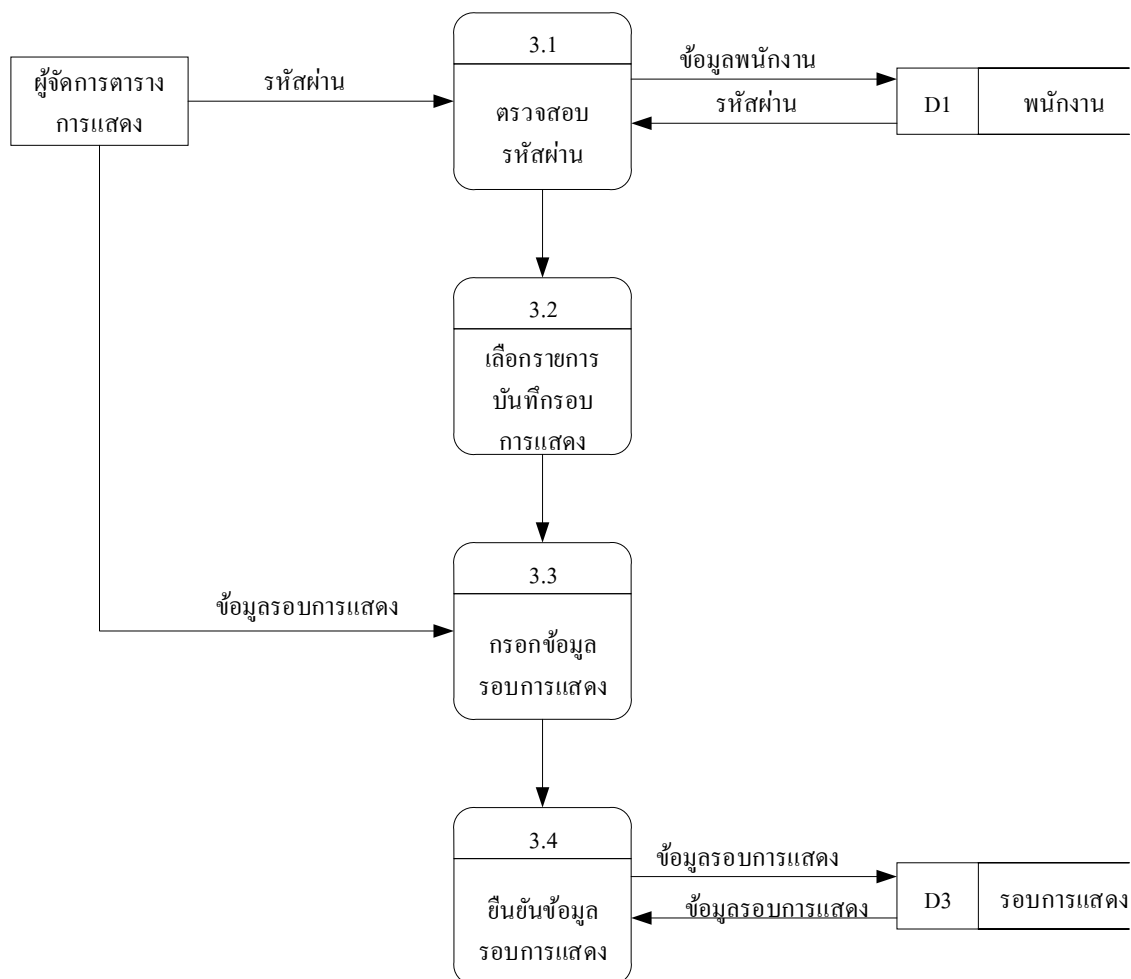 3.1
ผู้จัดการตาราง
การแสดง
รหัสผ่าน
ตรวจสอบ
รหัสผ่าน
ข้อมูลพนักงาน
รหัสผ่าน
D1
พนักงาน
3.2
เลือกรายการ
บันทึกรอบ
การแสดง
3.3
ข้อมูลรอบการแสดง
กรอกข้อมูล
รอบการแสดง
3.4
ยืนยันข้อมูล
รอบการแสดง
ข้อมูลรอบการแสดง
ข้อมูลรอบการแสดง
D3
รอบการแสดง